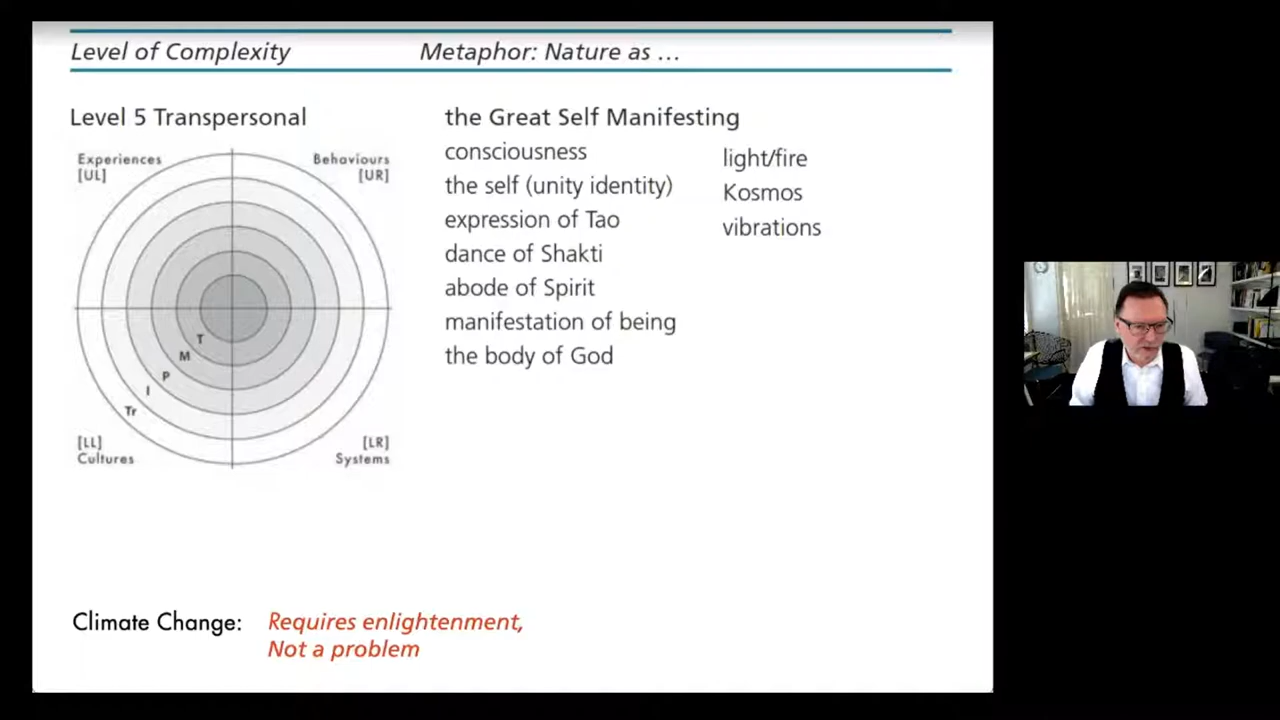 Level of Complexity
Metaphor: Nature as ...
Level 5 Transpersonal
Experiences
[UL]
Behaviours
[UR]
T
M
P
I
Tr
[LL]
Cultures
[LR]
Systems
the Great Self Manifesting
consciousness
the self (unity identity)
expression of Tao
dance of Shakti
abode of Spirit
manifestation of being
the body of God
light/fire
Kosmos
vibrations
Climate Change:
Requires enlightenment,
Not a problem